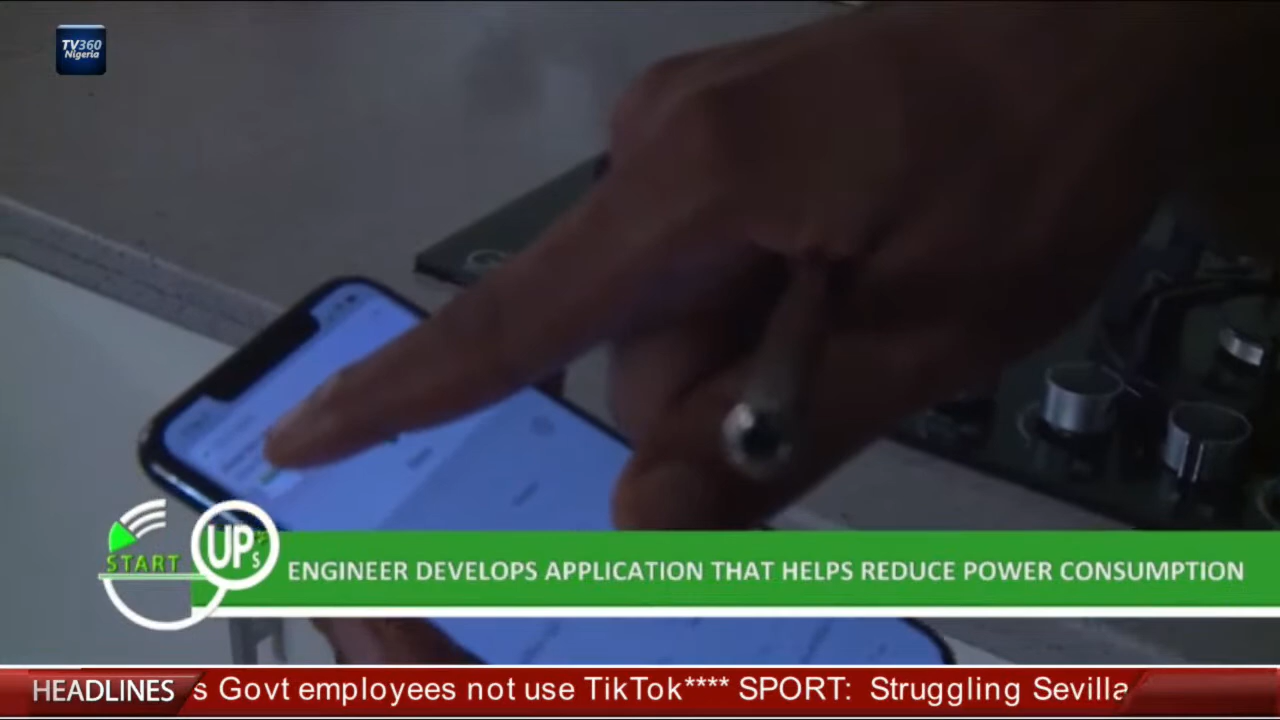 TV360
Nigeria
START
UPs
ENGINEER DEVELOPS APPLICATION THAT HELPS REDUCE POWER CONSUMPTION
HEADLINES
s Govt employees not use TikTok**** SPORT: Struggling Sevilla